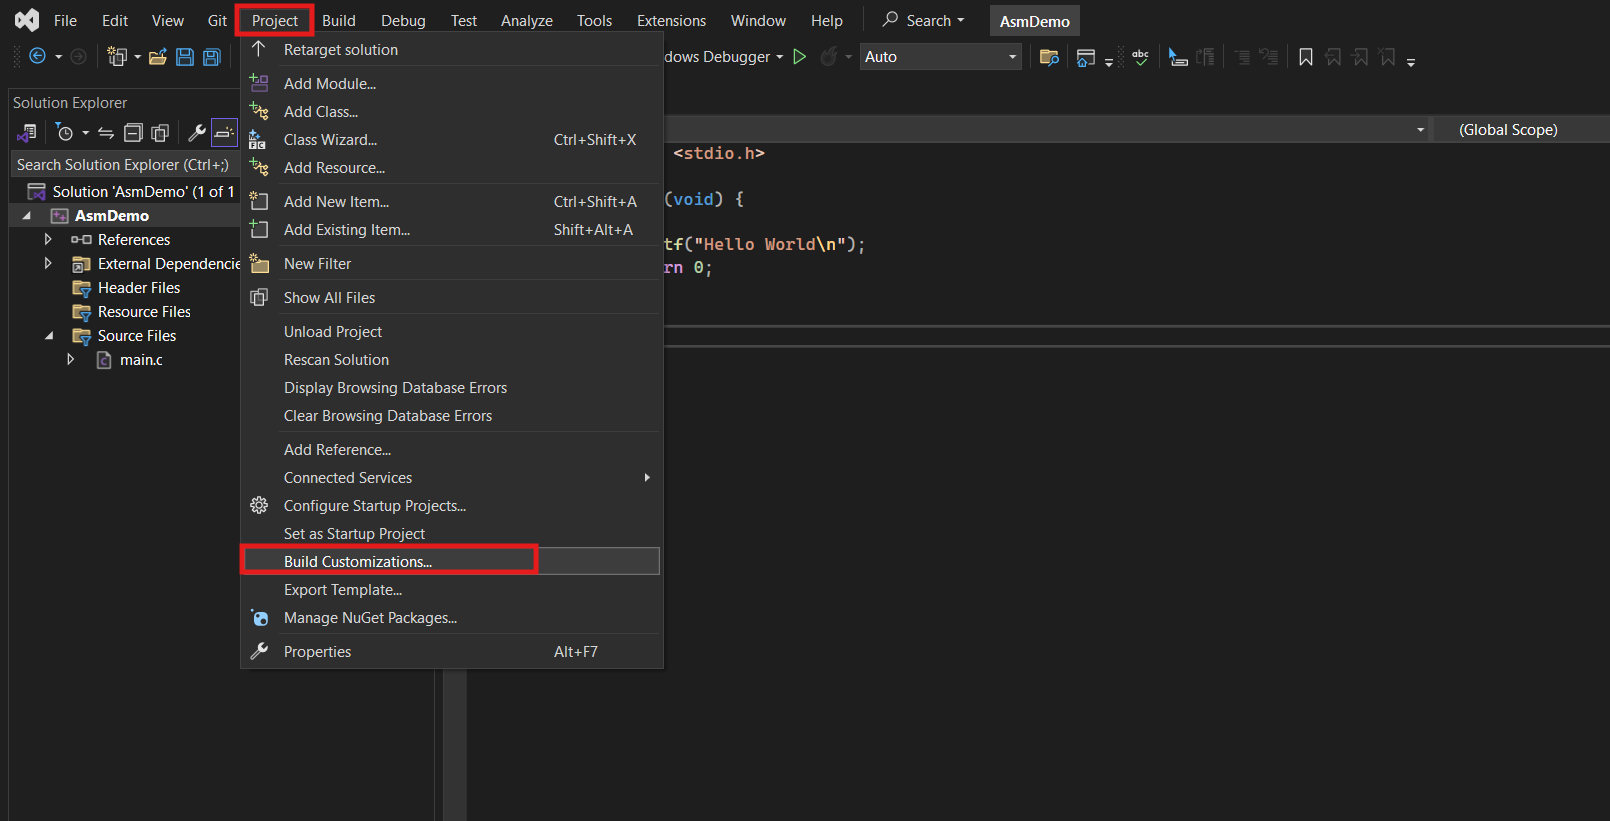 File Edit View Git Project Build Debug Test Analyze Tools Extensions Window Help Search AsmDemo
dows Debugger Auto
Solution Explorer
Search Solution Explorer (Ctrl+;)
Solution 'AsmDemo' (1 of 1
AsmDemo
References
External Dependencie
Header Files
Resource Files
Source Files
main.c
Retarget solution
Add Module...
Add Class...
Class Wizard... Ctrl+Shift+X
Add Resource...
Add New Item... Ctrl+Shift+A
Add Existing Item... Shift+Alt+A
New Filter
Show All Files
Unload Project
Rescan Solution
Display Browsing Database Errors
Clear Browsing Database Errors
Add Reference...
Connected Services
Configure Startup Projects...
Set as Startup Project
Build Customizations...
Export Template...
Manage NuGet Packages...
Properties Alt+F7
(Global Scope)
<stdio.h>
(void) {
tf("Hello World\n");
rn 0;